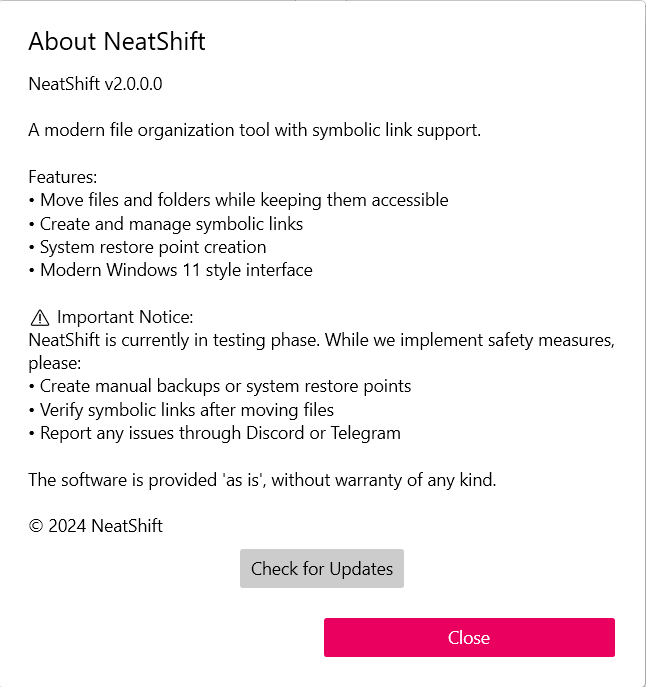 About NeatShift
NeatShift v2.0.0.0
A modern file organization tool with symbolic link support.
Features:
• Move files and folders while keeping them accessible
• Create and manage symbolic links
• System restore point creation
• Modern Windows 11 style interface
⚠ Important Notice:
NeatShift is currently in testing phase. While we implement safety measures,
please:
• Create manual backups or system restore points
• Verify symbolic links after moving files
• Report any issues through Discord or Telegram
The software is provided 'as is', without warranty of any kind.
© 2024 NeatShift
Check for Updates
Close